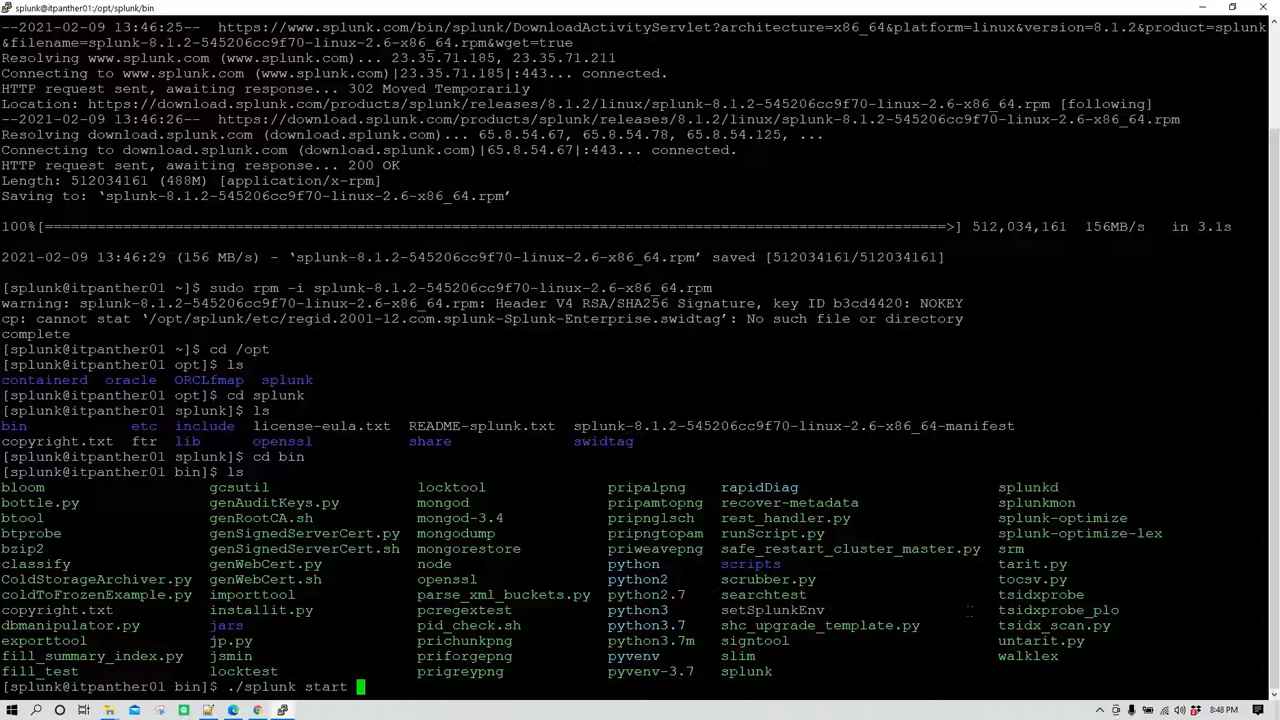 splunk@itpanther01:/opt/splunk/bin
--2021-02-09 13:46:25--  https://www.splunk.com/bin/splunk/DownloadActivityServlet?architecture=x86_64&platform=linux&version=8.1.2&product=splunk
&filename=splunk-8.1.2-545206cc9f70-linux-2.6-x86_64.rpm&wget=true
Resolving www.splunk.com (www.splunk.com)... 23.35.71.185, 23.35.71.211
Connecting to www.splunk.com (www.splunk.com)|23.35.71.185|:443... connected.
HTTP request sent, awaiting response... 302 Moved Temporarily
Location: https://download.splunk.com/products/splunk/releases/8.1.2/linux/splunk-8.1.2-545206cc9f70-linux-2.6-x86_64.rpm [following]
--2021-02-09 13:46:26--  https://download.splunk.com/products/splunk/releases/8.1.2/linux/splunk-8.1.2-545206cc9f70-linux-2.6-x86_64.rpm
Resolving download.splunk.com (download.splunk.com)... 65.8.54.67, 65.8.54.78, 65.8.54.125, ...
Connecting to download.splunk.com (download.splunk.com)|65.8.54.67|:443... connected.
HTTP request sent, awaiting response... 200 OK
Length: 512034161 (488M) [application/x-rpm]
Saving to: ‘splunk-8.1.2-545206cc9f70-linux-2.6-x86_64.rpm’
100%[==========================================================================================================>] 512,034,161  156MB/s   in 3.1s
2021-02-09 13:46:29 (156 MB/s) - ‘splunk-8.1.2-545206cc9f70-linux-2.6-x86_64.rpm’ saved [512034161/512034161]
[splunk@itpanther01 ~]$ sudo rpm -i splunk-8.1.2-545206cc9f70-linux-2.6-x86_64.rpm
warning: splunk-8.1.2-545206cc9f70-linux-2.6-x86_64.rpm: Header V4 RSA/SHA256 Signature, key ID b3cd4420: NOKEY
cp: cannot stat ‘/opt/splunk/etc/regid.2001-12.com.splunk-Splunk-Enterprise.swidtag’: No such file or directory
complete
[splunk@itpanther01 ~]$ cd /opt
[splunk@itpanther01 opt]$ ls
containerd  oracle  ORCLfmap  splunk
[splunk@itpanther01 opt]$ cd splunk
[splunk@itpanther01 splunk]$ ls
bin            etc  include  license-eula.txt  README-splunk.txt  splunk-8.1.2-545206cc9f70-linux-2.6-x86_64-manifest
copyright.txt  ftr  lib      openssl           share              swidtag
[splunk@itpanther01 splunk]$ cd bin
[splunk@itpanther01 bin]$ ls
bloom                   gcsutil                 locktool               pripalpng     rapidDiag                       splunkd
bottle.py               genAuditKeys.py         mongod                 pripamtopng   recover-metadata                splunkmon
btool                   genRootCA.sh            mongod-3.4             pripnglsch    rest_handler.py                 splunk-optimize
btprobe                 genSignedServerCert.py  mongodump              pripngtopam   runScript.py                    splunk-optimize-lex
bzip2                   genSignedServerCert.sh  mongorestore           priweavepng   safe_restart_cluster_master.py  srm
classify                genWebCert.py           node                   python        scripts                         tarit.py
ColdStorageArchiver.py  genWebCert.sh           openssl                python2       scrubber.py                     tocsv.py
coldToFrozenExample.py  importtool              parse_xml_buckets.py   python2.7     searchtest                      tsidxprobe
copyright.txt           installit.py            pcregextest            python3       setSplunkEnv                    tsidxprobe_plo
dbmanipulator.py        jars                    pid_check.sh           python3.7     shc_upgrade_template.py         tsidx_scan.py
exporttool              jp.py                   prichunkpng            python3.7m    signtool                        untarit.py
fill_summary_index.py   jsmin                   priforgepng            pyvenv        slim                            walklex
fill_test               locktest                prigreypng             pyvenv-3.7    splunk
[splunk@itpanther01 bin]$ ./splunk start
8:48 PM